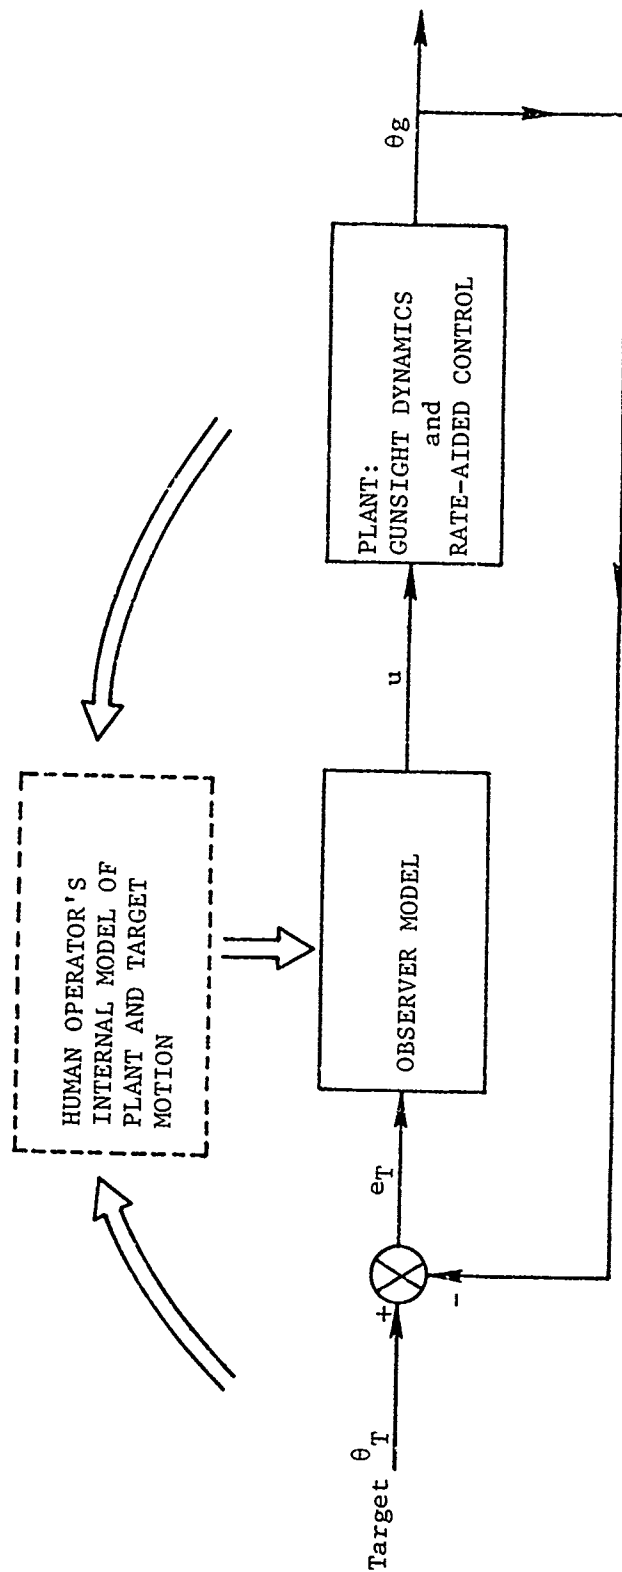 HUMAN OPERATOR'S
INTERNAL MODEL OF
PLANT AND TARGET
MOTION
Target θT
+
-
eT
OBSERVER MODEL
u
PLANT:
GUNSIGHT DYNAMICS
and
RATE-AIDED CONTROL
θg